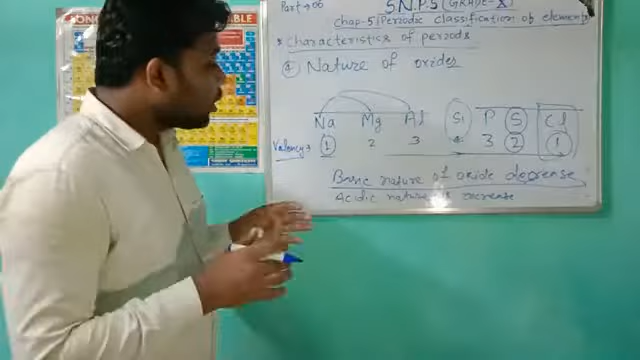 Part → 06 S.N.P.S (GRADE - X)
Chap-5 (Periodic classification of elements
* Characteristics of periods
④ Nature of oxides
Na Mg Al Si P S Cl
Valency → 1 2 3 4 3 2 1
Basic nature of oxide decrease
Acidic nature increase